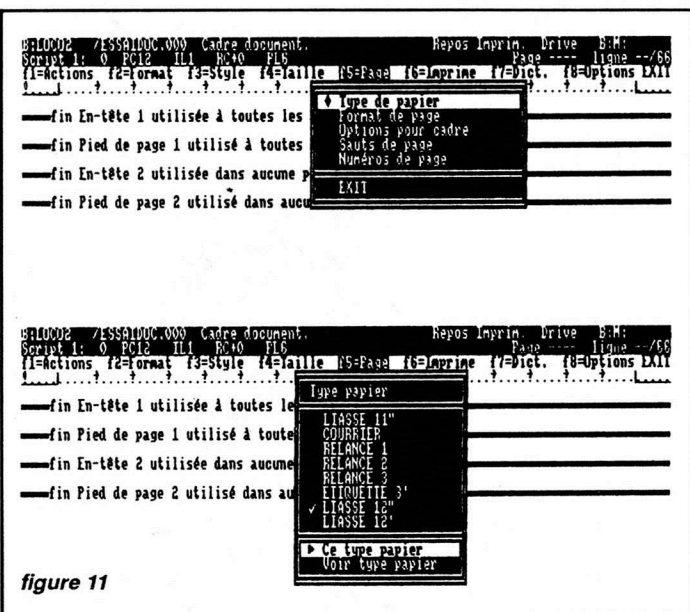 B:LOCO2 /ESSAIDOC.000 Cadre document. Repos Imprim. Drive B:M:
Script 1: 0 PC12 IL1 RC+0 FL6 Page ---- ligne --/66
f1=Actions f2=Format f3=Style f4=Taille f5=Page f6=Imprime f7=Dict. f8=Options EXIT
Type de papier
Format de page
Options pour cadre
Sauts de page
Numéros de page
EXIT
fin En-tête 1 utilisée à toutes les
fin Pied de page 1 utilisé à toutes
fin En-tête 2 utilisée dans aucune p
fin Pied de page 2 utilisé dans aucu
B:LOCO2 /ESSAIDOC.000 Cadre document. Repos Imprim. Drive B:M:
Script 1: 0 PC12 IL1 RC+0 FL6 Page ---- ligne --/66
f1=Actions f2=Format f3=Style f4=Taille f5=Page f6=Imprime f7=Dict. f8=Options EXIT
Type papier
LIASSE 11"
COURRIER
RELANCE 1
RELANCE 2
RELANCE 3
ETIQUETTE 3'
✓ LIASSE 12"
LIASSE 12'
Ce type papier
Voir type papier
fin En-tête 1 utilisée à toutes le
fin Pied de page 1 utilisé à toute
fin En-tête 2 utilisée dans aucune
fin Pied de page 2 utilisé dans au
figure 11